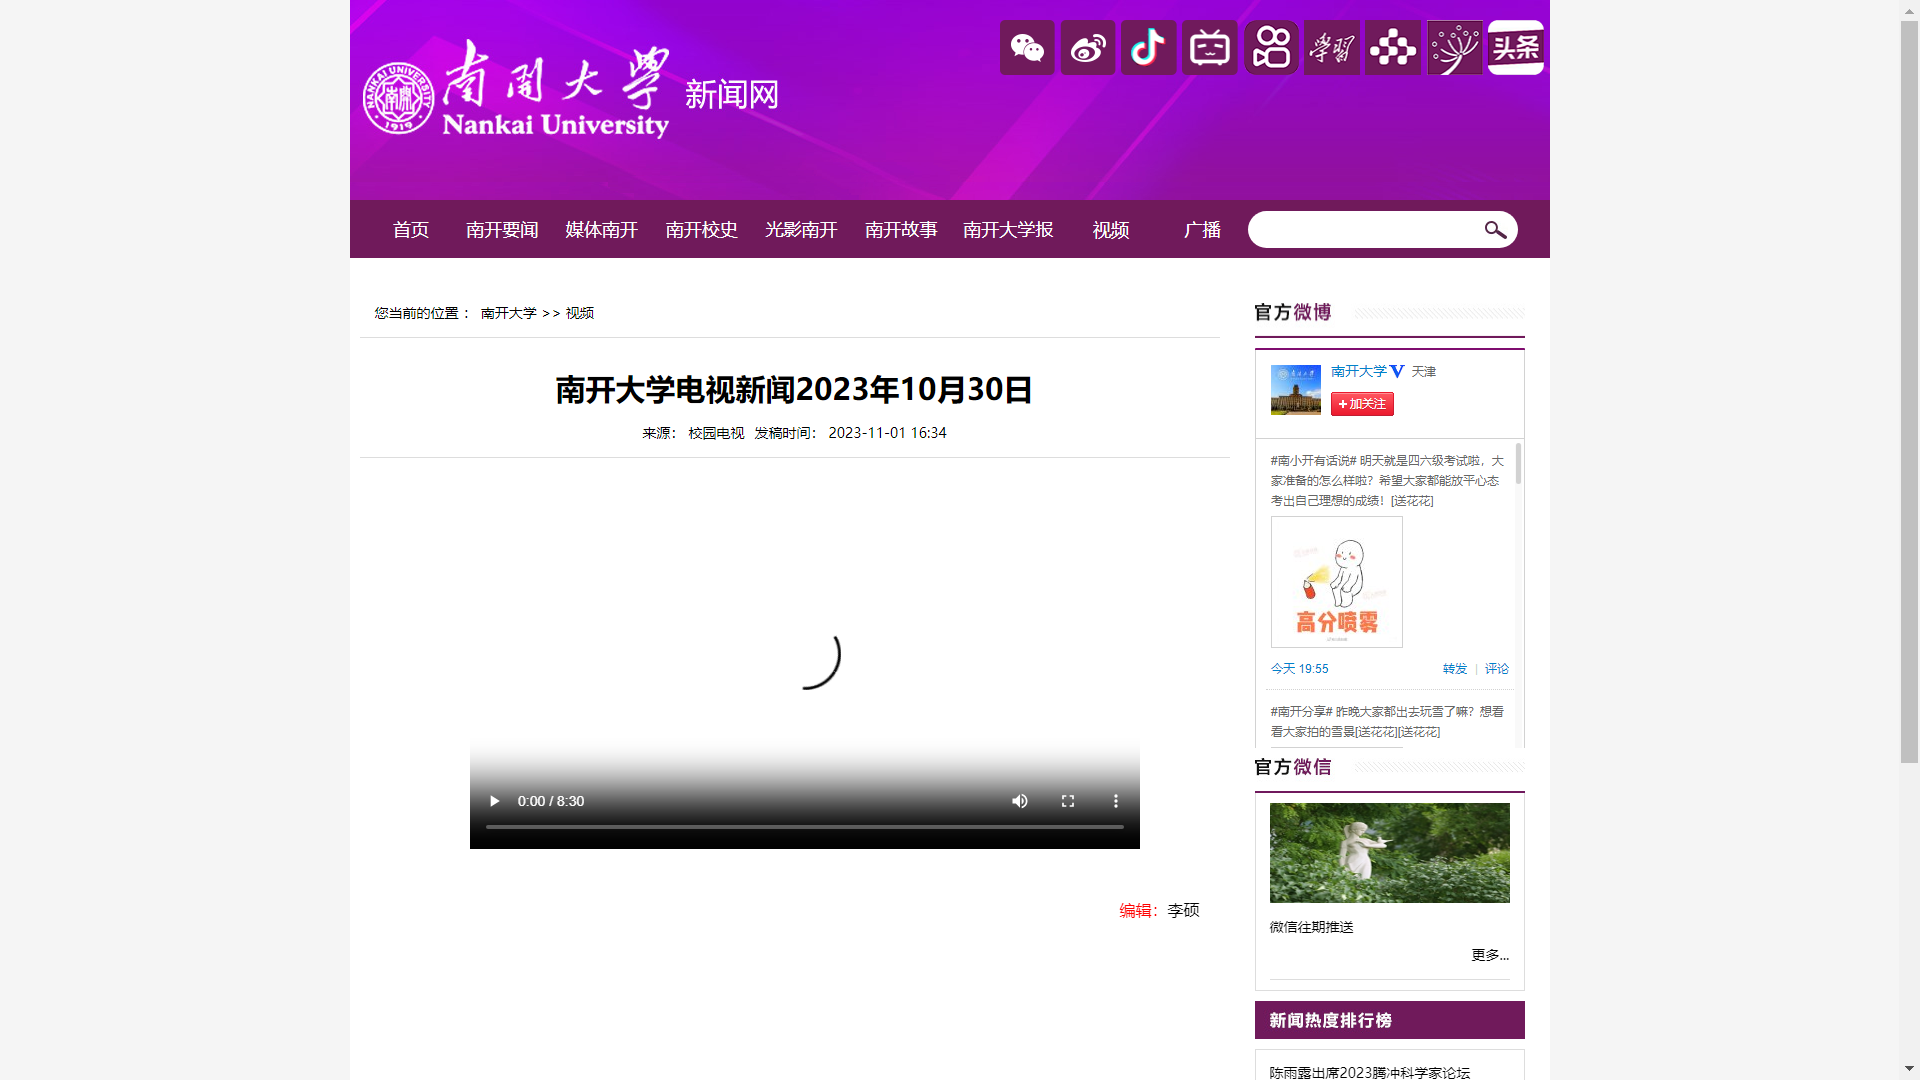 南開大學
Nankai University
新闻网
NANKAI UNIVERSITY
南開
1919
学習
头条
首页
南开要闻
媒体南开
南开校史
光影南开
南开故事
南开大学报
视频
广播
您当前的位置 ： 南开大学 >> 视频
南开大学电视新闻2023年10月30日
来源： 校园电视 发稿时间： 2023-11-01 16:34
0:00 / 8:30
编辑：李硕
官方微博
南开大学 V 天津
+加关注
#南小开有话说# 明天就是四六级考试啦，大
家准备的怎么样啦？希望大家都能放平心态
考出自己理想的成绩！[送花花]
高分喷雾
今天 19:55
转发 | 评论
#南开分享# 昨晚大家都出去玩雪了嘛？想看
看大家拍的雪景[送花花][送花花]
官方微信
微信往期推送
更多...
新闻热度排行榜
陈雨露出席2023腾冲科学家论坛